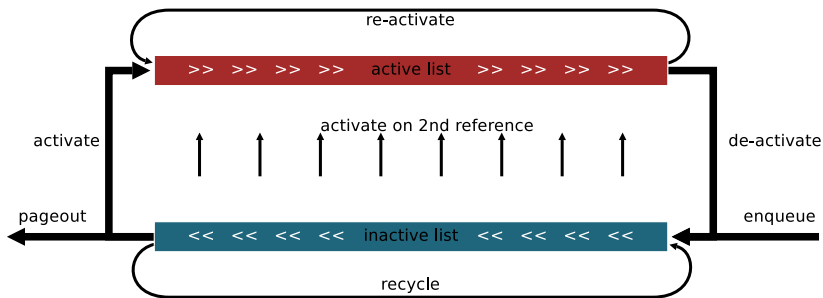 re-activate
>> >> >> >> active list >> >> >> >>
activate on 2nd reference
activate de-activate
pageout enqueue
<< << << << inactive list << << << <<
recycle